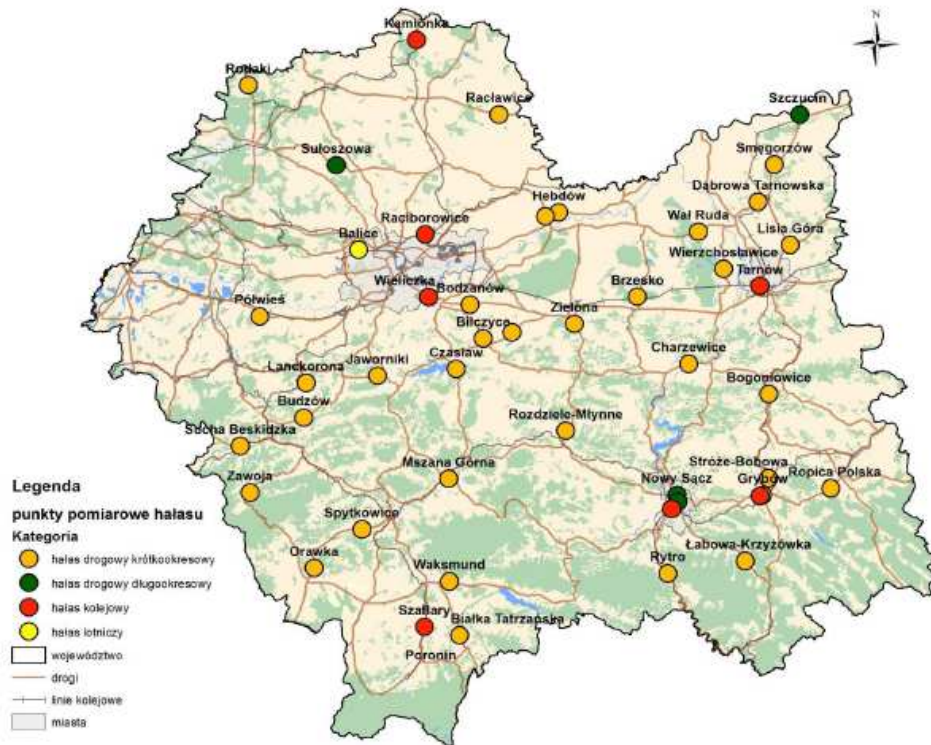 Kamionka
N
Rodaki
Racławice
Szczucin
Sułoszowa
Smęgorzów
Dąbrowa Tarnowska
Hebdów
Raciborowice
Wał Ruda
Lisia Góra
Balice
Wierzchosławice
Tarnów
Wieliczka
Bodzanów
Brzesko
Półwieś
Zielona
Bilczyce
Czasław
Charzewice
Jaworniki
Lanckorona
Bogoniowice
Budzów
Rozdziele-Młynne
Sucha Beskidzka
Mszana Górna
Stróże-Bobowa
Zawoja
Nowy Sącz
Grybów
Ropica Polska
Spytkowice
Łabowa-Krzyżówka
Orawka
Waksmund
Rytro
Szaflary
Białka Tatrzańska
Poronin
Legenda
punkty pomiarowe hałasu
Kategoria
hałas drogowy krótkookresowy
hałas drogowy długookresowy
hałas kolejowy
hałas lotniczy
województwo
drogi
linie kolejowe
miasta